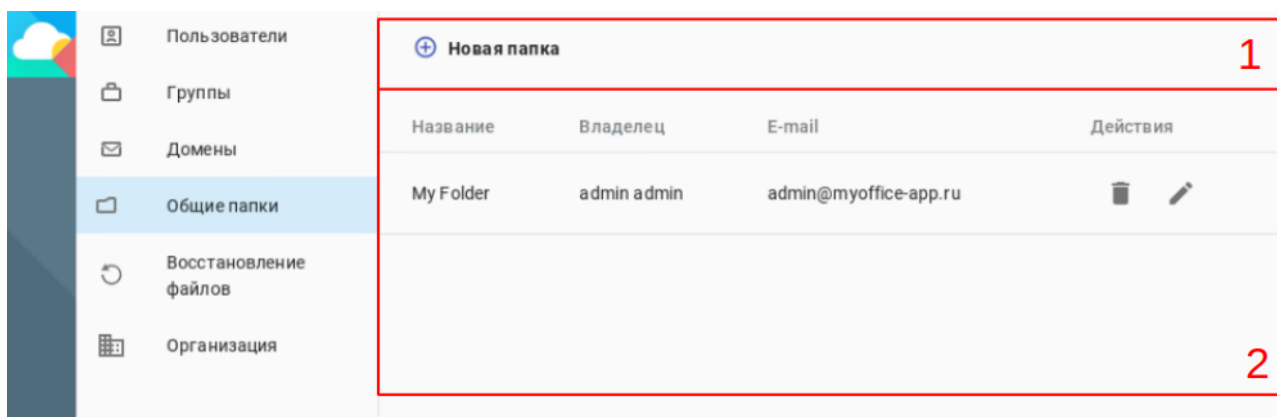 Пользователи
Группы
Домены
Общие папки
Восстановление
файлов
Организация
Новая папка
1
Название Владелец E-mail Действия
My Folder admin admin admin@myoffice-app.ru
2